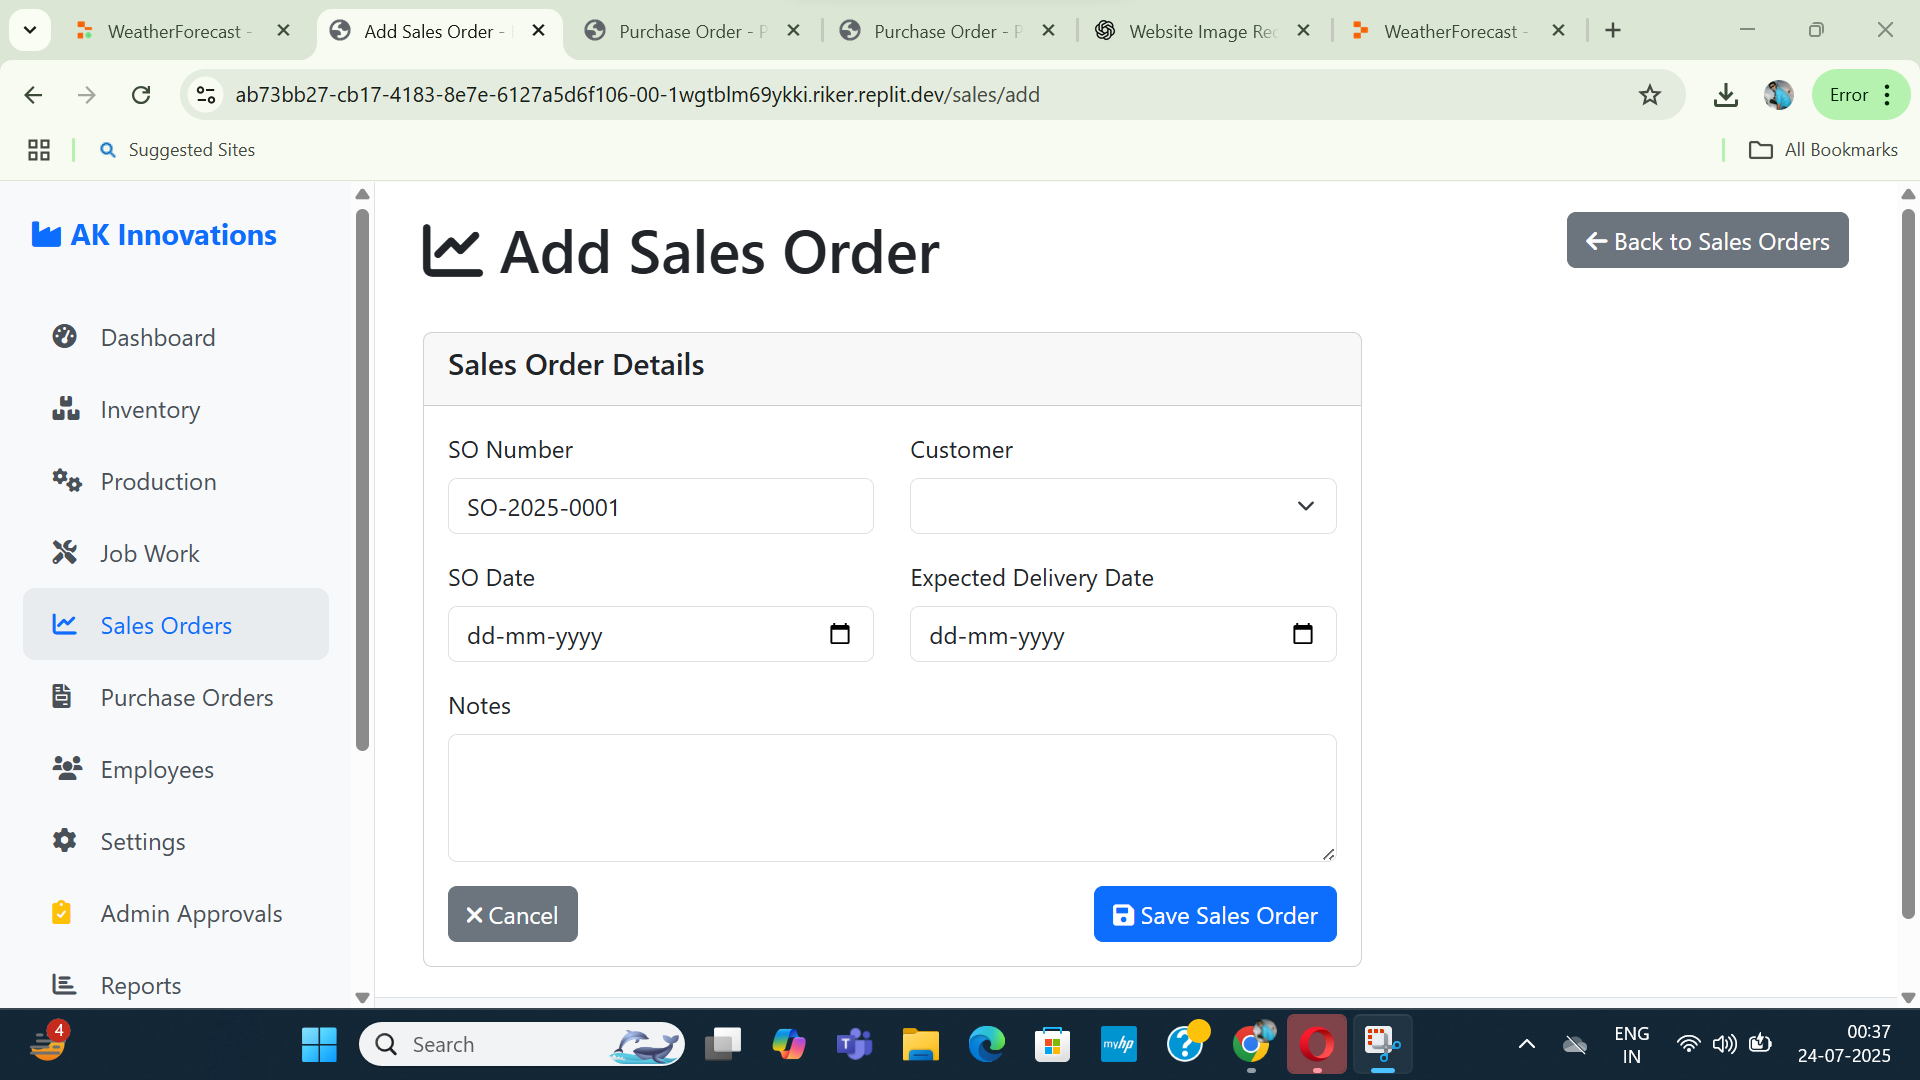 WeatherForecast -
Add Sales Order -
Purchase Order - P
Purchase Order - P
Website Image Rec
WeatherForecast -
ab73bb27-cb17-4183-8e7e-6127a5d6f106-00-1wgtblm69ykki.riker.replit.dev/sales/add
Error
Suggested Sites
All Bookmarks
AK Innovations
Dashboard
Inventory
Production
Job Work
Sales Orders
Purchase Orders
Employees
Settings
Admin Approvals
Reports
Add Sales Order
Back to Sales Orders
Sales Order Details
SO Number
Customer
SO-2025-0001
SO Date
Expected Delivery Date
dd-mm-yyyy
dd-mm-yyyy
Notes
Cancel
Save Sales Order
4
Search
myhp
ENG
IN
00:37
24-07-2025